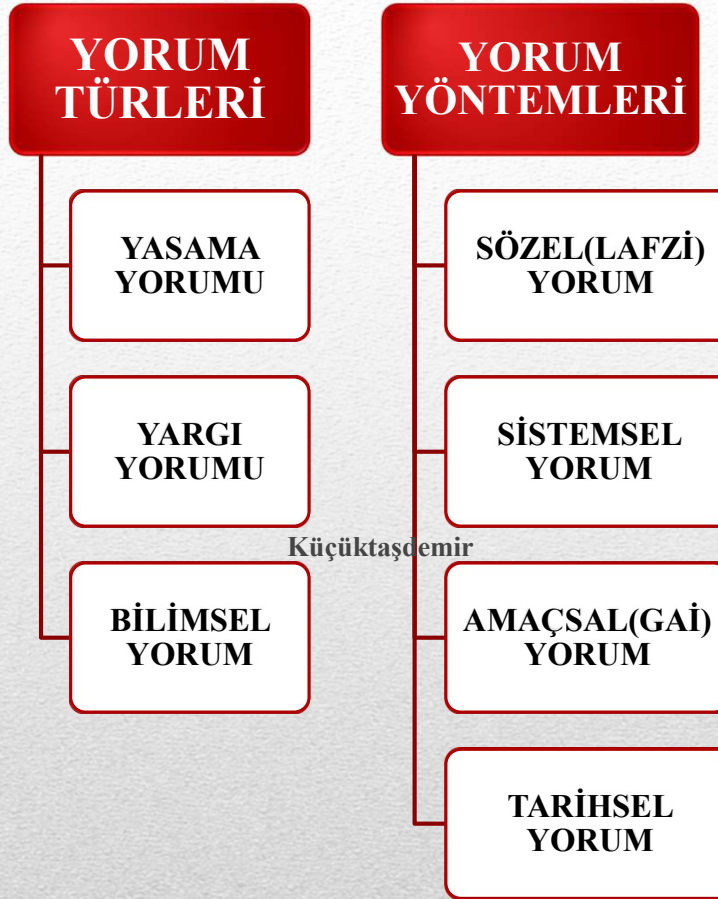 YORUM
TÜRLERİ
YASAMA
YORUMU
YARGI
YORUMU
BİLİMSEL
YORUM
YORUM
YÖNTEMLERİ
SÖZEL(LAFZİ)
YORUM
SİSTEMSEL
YORUM
AMAÇSAL(GAİ)
YORUM
TARİHSEL
YORUM
Küçüktaşdemir